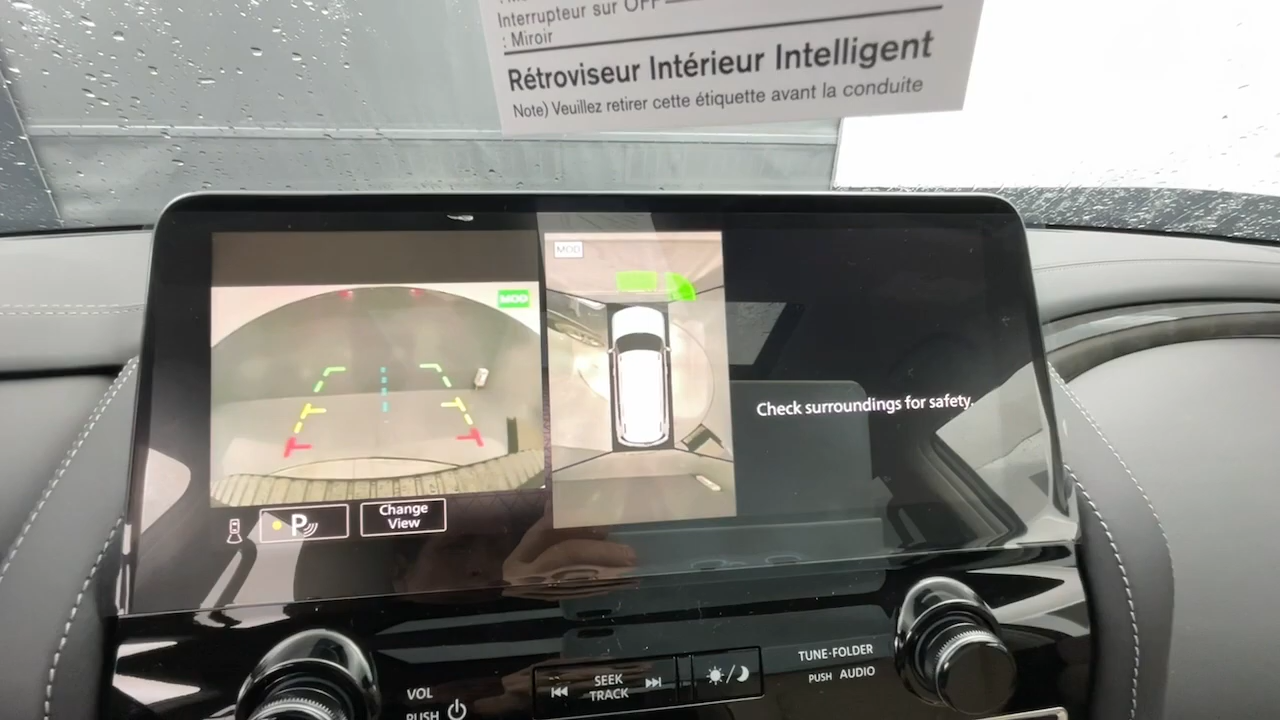 Interrupteur sur OFF
: Miroir
Rétroviseur Intérieur Intelligent
Note) Veuillez retirer cette étiquette avant la conduite
MOD
MOD
Check surroundings for safety.
P
Change
View
VOL
PUSH
SEEK
TRACK
TUNE·FOLDER
PUSH AUDIO